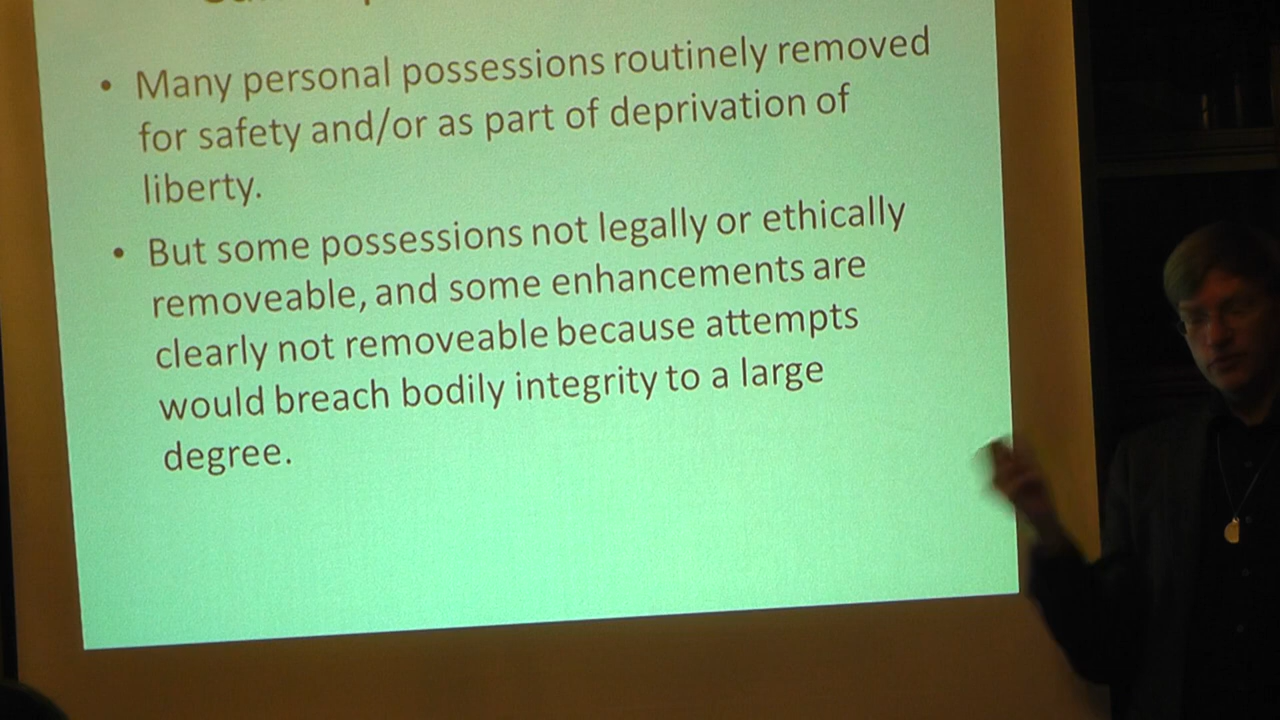 • Many personal possessions routinely removed
for safety and/or as part of deprivation of
liberty.
• But some possessions not legally or ethically
removeable, and some enhancements are
clearly not removeable because attempts
would breach bodily integrity to a large
degree.